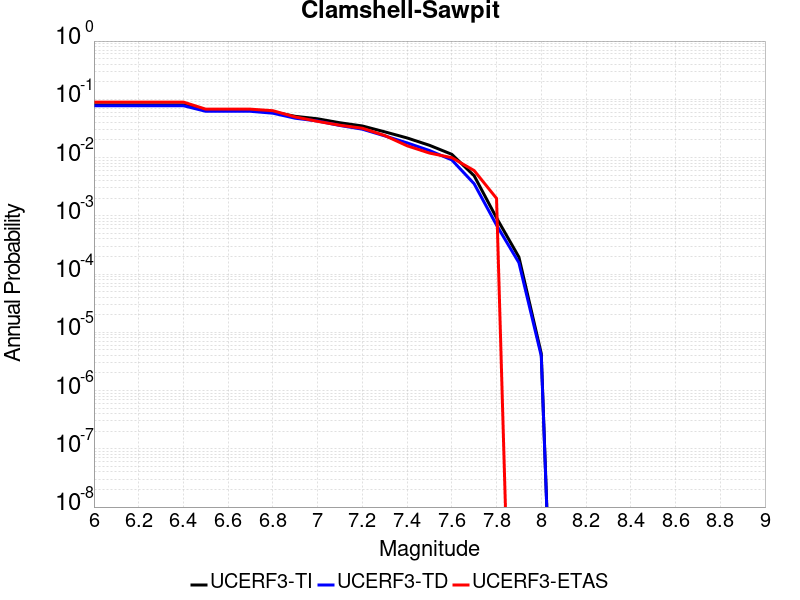 Clamshell-Sawpit
10^0
10^-1
10^-2
10^-3
10^-4
10^-5
10^-6
10^-7
10^-8
Annual Probability
6 6.2 6.4 6.6 6.8 7 7.2 7.4 7.6 7.8 8 8.2 8.4 8.6 8.8 9
Magnitude
UCERF3-TI UCERF3-TD UCERF3-ETAS